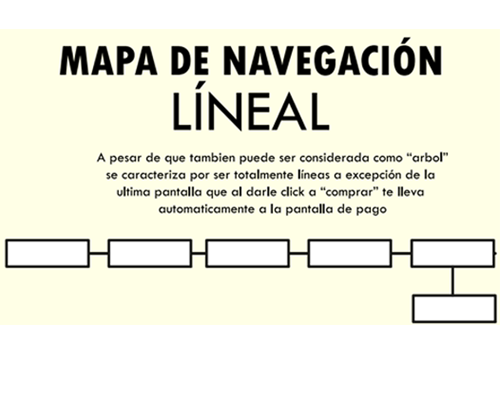 MAPA DE NAVEGACIÓN
LÍNEAL
A pesar de que tambien puede ser considerada como “arbol”
se caracteriza por ser totalmente líneas a excepción de la
ultima pantalla que al darle click a “comprar” te lleva
automaticamente a la pantalla de pago